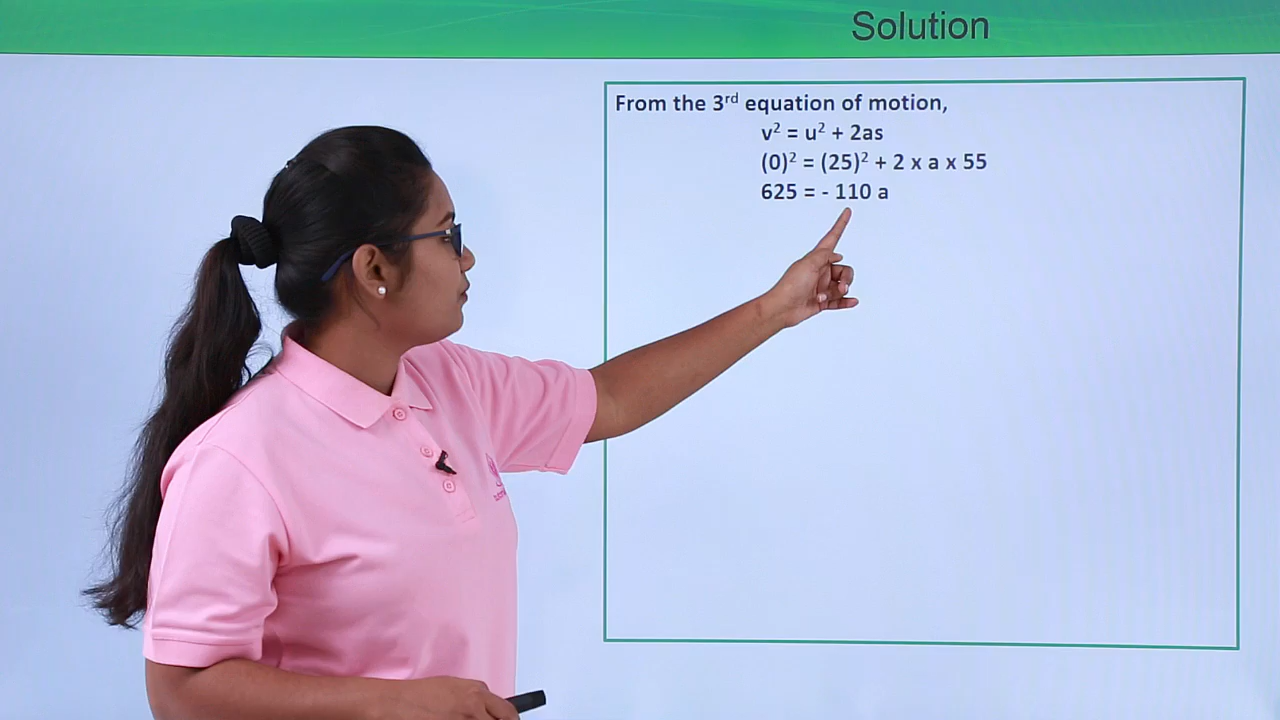 Solution
From the 3rd equation of motion,
v² = u² + 2as
(0)² = (25)² + 2 x a x 55
625 = - 110 a